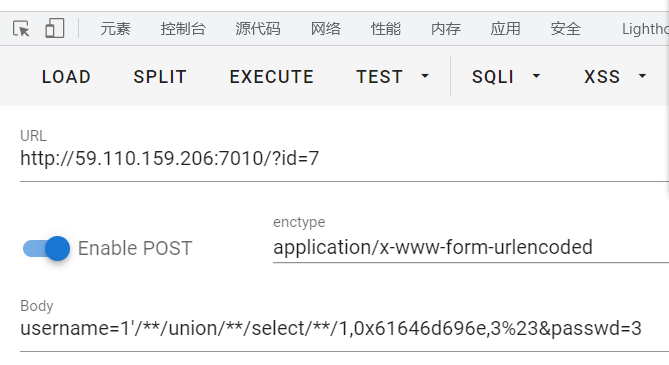 元素 控制台 源代码 网络 性能 内存 应用 安全 Lightho
LOAD SPLIT EXECUTE TEST SQLI XSS
URL
http://59.110.159.206:7010/?id=7
enctype
Enable POST application/x-www-form-urlencoded
Body
username=1'/**/union/**/select/**/1,0x61646d696e,3%23&passwd=3